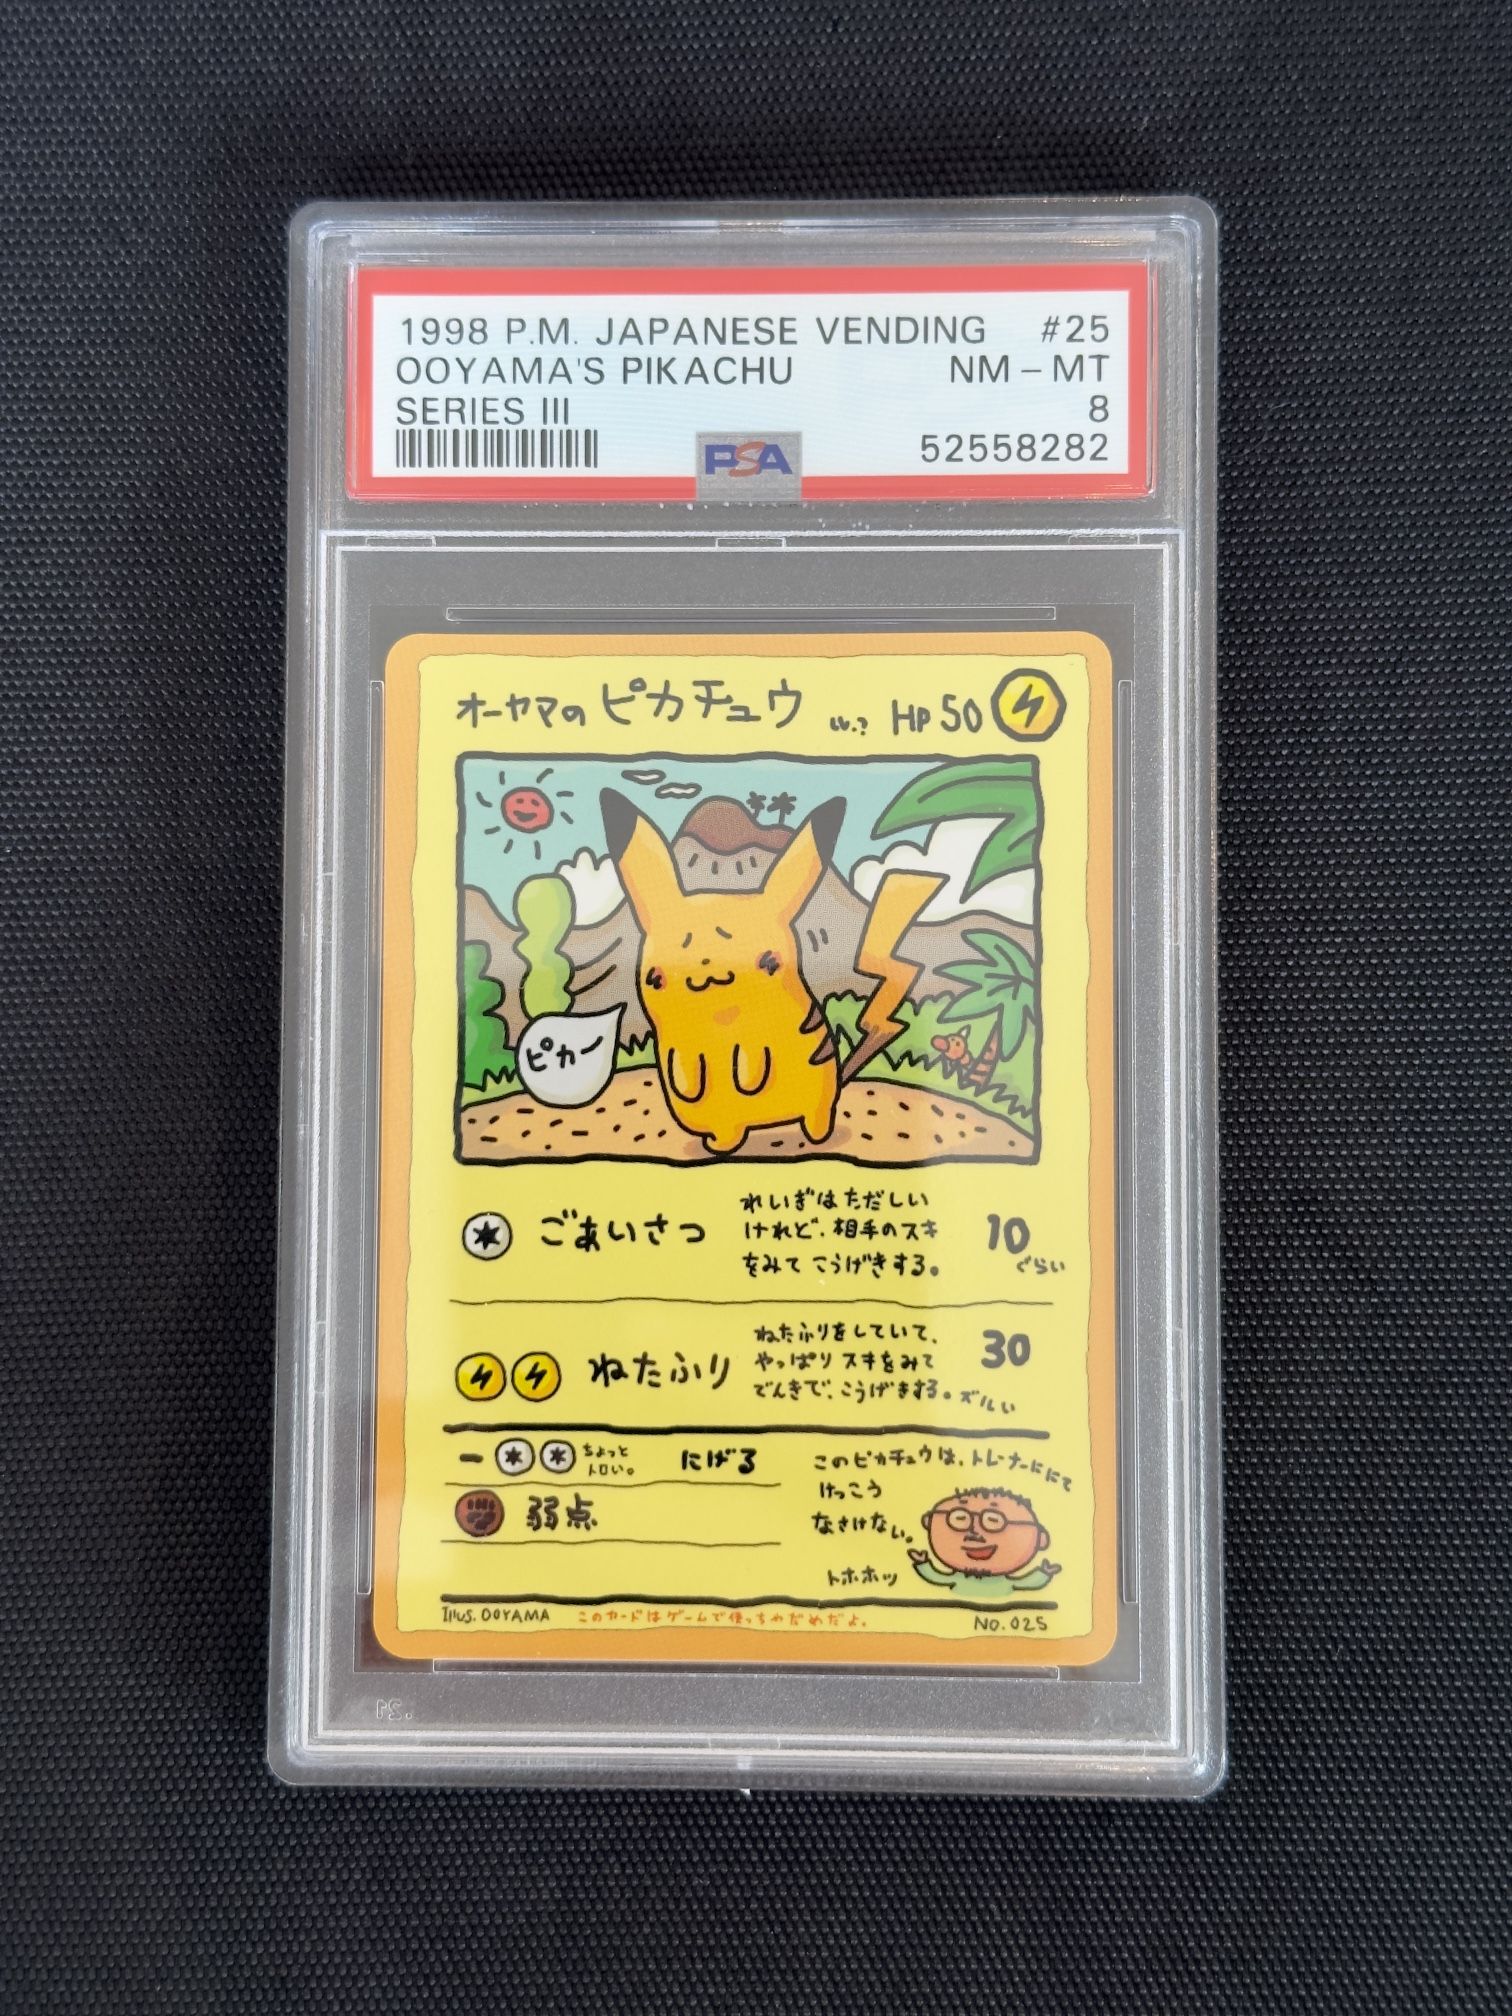 1998 P.M. JAPANESE VENDING #25
OOYAMA'S PIKACHU NM - MT
SERIES III 8
52558282
PSA
オーヤマのピカチュウ LV.? HP 50
ピカー
ごあいさつ
れいぎはただしい
けれど、相手のスキ
をみてこうげきする。
10
ぐらい
ねたふり
ねたふりをしていて、
やっぱりスキをみて
でんきで、こうげきする。ズルい
30
ちょっと
トロい。
にげる
弱点
このピカチュウは、トレーナーににて
けっこう
なさけない。
トホホッ
Illus. OOYAMA このカードはゲームで使っちゃだめだよ。 No. 025